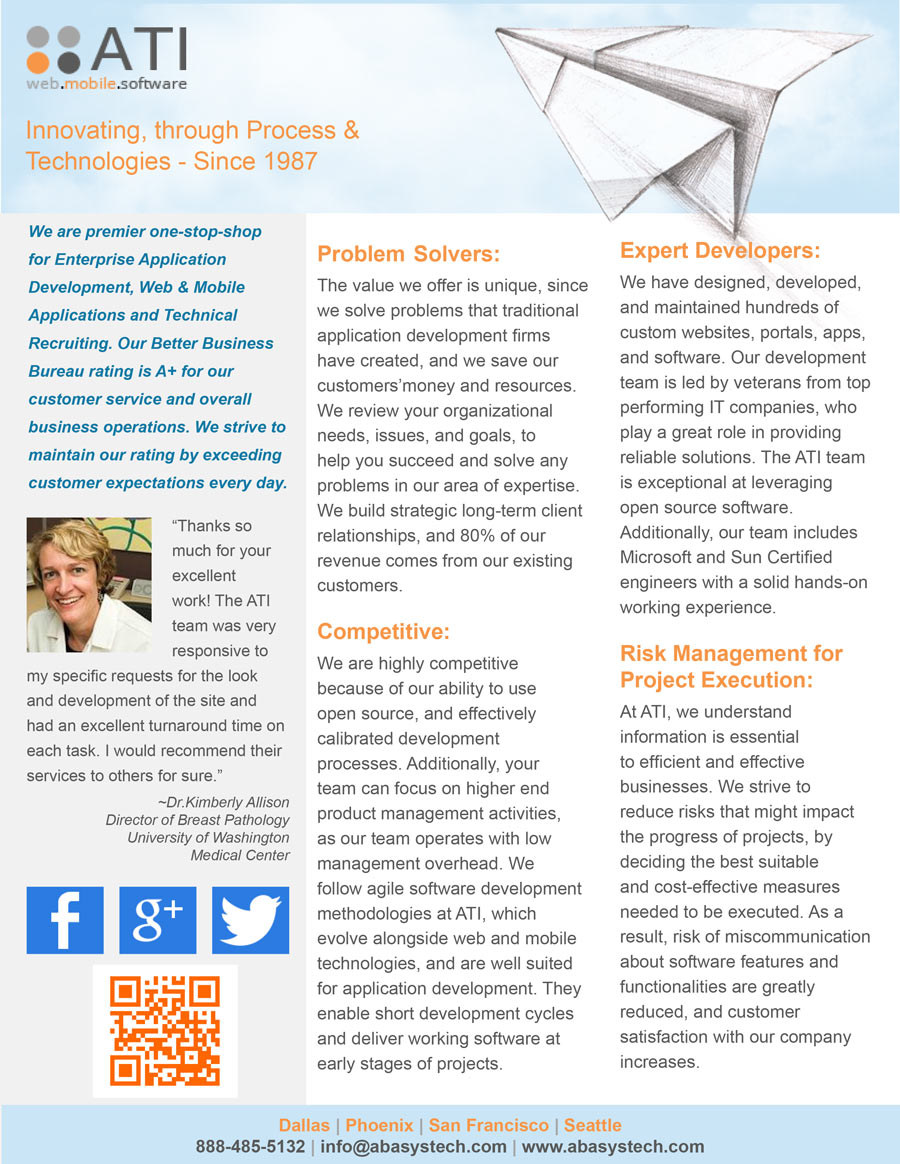 ATI
web.mobile.software
Innovating, through Process &
Technologies - Since 1987
We are premier one-stop-shop
for Enterprise Application
Development, Web & Mobile
Applications and Technical
Recruiting. Our Better Business
Bureau rating is A+ for our
customer service and overall
business operations. We strive to
maintain our rating by exceeding
customer expectations every day.
“Thanks so
much for your
excellent
work! The ATI
team was very
responsive to
my specific requests for the look
and development of the site and
had an excellent turnaround time on
each task. I would recommend their
services to others for sure.”
~Dr.Kimberly Allison
Director of Breast Pathology
University of Washington
Medical Center
f
g+
Problem Solvers:
The value we offer is unique, since
we solve problems that traditional
application development firms
have created, and we save our
customers’money and resources.
We review your organizational
needs, issues, and goals, to
help you succeed and solve any
problems in our area of expertise.
We build strategic long-term client
relationships, and 80% of our
revenue comes from our existing
customers.
Competitive:
We are highly competitive
because of our ability to use
open source, and effectively
calibrated development
processes. Additionally, your
team can focus on higher end
product management activities,
as our team operates with low
management overhead. We
follow agile software development
methodologies at ATI, which
evolve alongside web and mobile
technologies, and are well suited
for application development. They
enable short development cycles
and deliver working software at
early stages of projects.
Expert Developers:
We have designed, developed,
and maintained hundreds of
custom websites, portals, apps,
and software. Our development
team is led by veterans from top
performing IT companies, who
play a great role in providing
reliable solutions. The ATI team
is exceptional at leveraging
open source software.
Additionally, our team includes
Microsoft and Sun Certified
engineers with a solid hands-on
working experience.
Risk Management for
Project Execution:
At ATI, we understand
information is essential
to efficient and effective
businesses. We strive to
reduce risks that might impact
the progress of projects, by
deciding the best suitable
and cost-effective measures
needed to be executed. As a
result, risk of miscommunication
about software features and
functionalities are greatly
reduced, and customer
satisfaction with our company
increases.
Dallas | Phoenix | San Francisco | Seattle
888-485-5132 | info@abasystech.com | www.abasystech.com